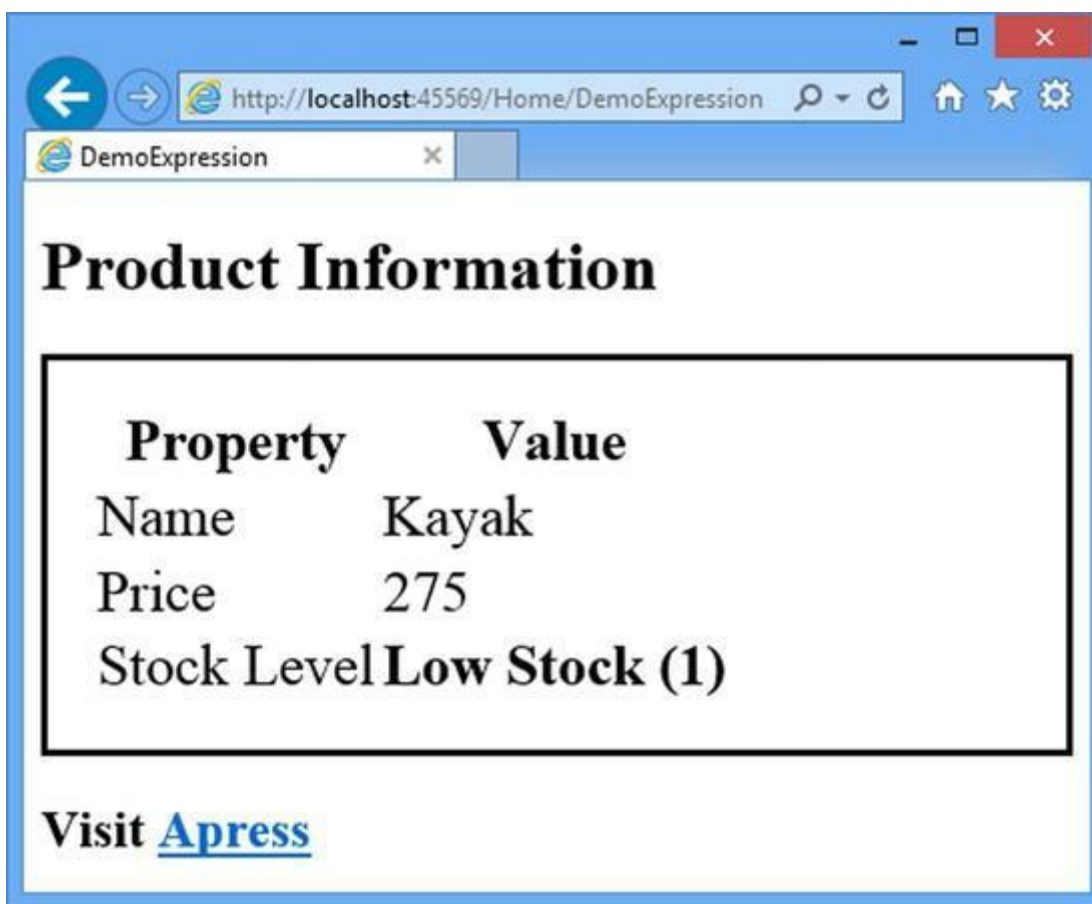 http://localhost:45569/Home/DemoExpression
DemoExpression
Product Information
Property Value
Name Kayak
Price 275
Stock Level Low Stock (1)
Visit Apress